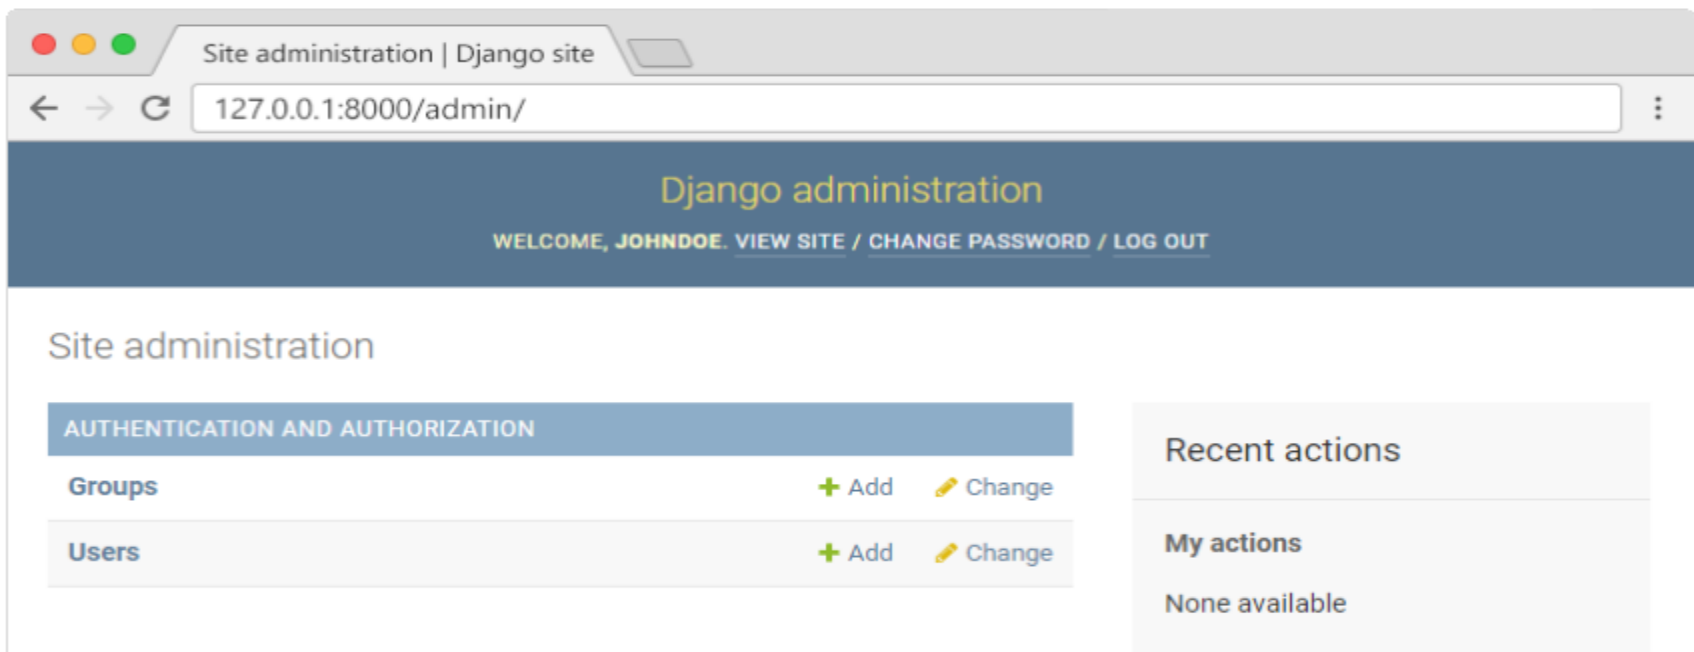 Site administration | Django site
127.0.0.1:8000/admin/
Django administration
WELCOME, JOHNDOE. VIEW SITE / CHANGE PASSWORD / LOG OUT
Site administration
AUTHENTICATION AND AUTHORIZATION
Groups Add Change
Users Add Change
Recent actions
My actions
None available